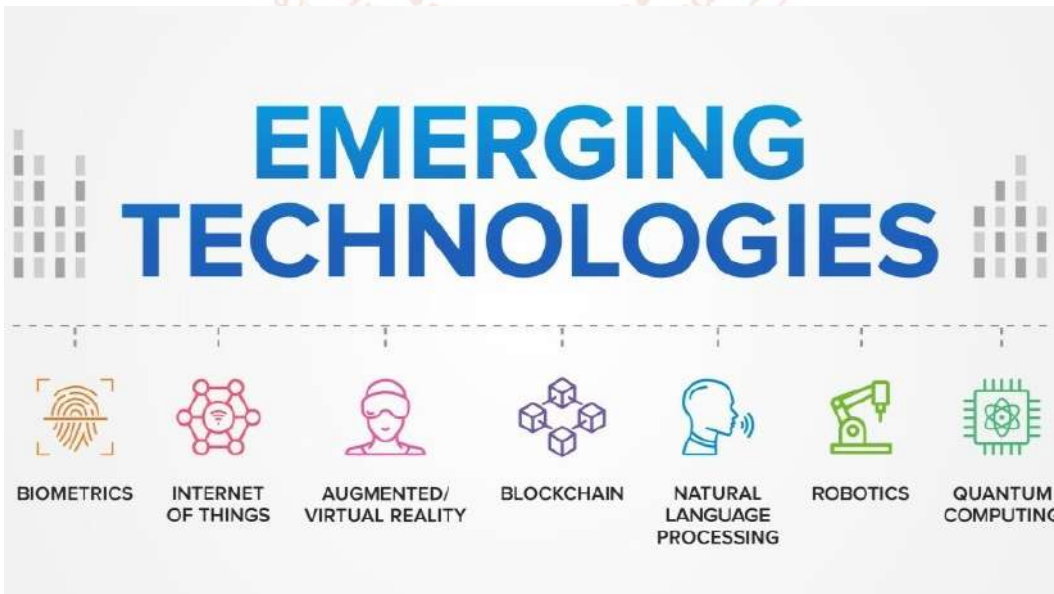 EMERGING
TECHNOLOGIES
BIOMETRICS
INTERNET
OF THINGS
AUGMENTED/
VIRTUAL REALITY
BLOCKCHAIN
NATURAL
LANGUAGE
PROCESSING
ROBOTICS
QUANTUM
COMPUTING